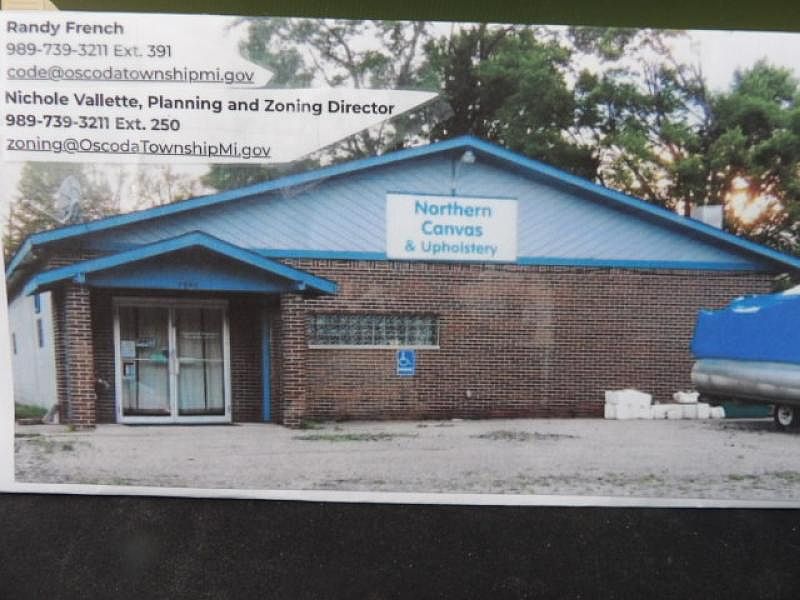 Randy French
989-739-3211 Ext. 391
code@oscodatownshipmi.gov
Nichole Vallette, Planning and Zoning Director
989-739-3211 Ext. 250
zoning@OscodaTownshipMi.gov
Northern
Canvas
& Upholstery